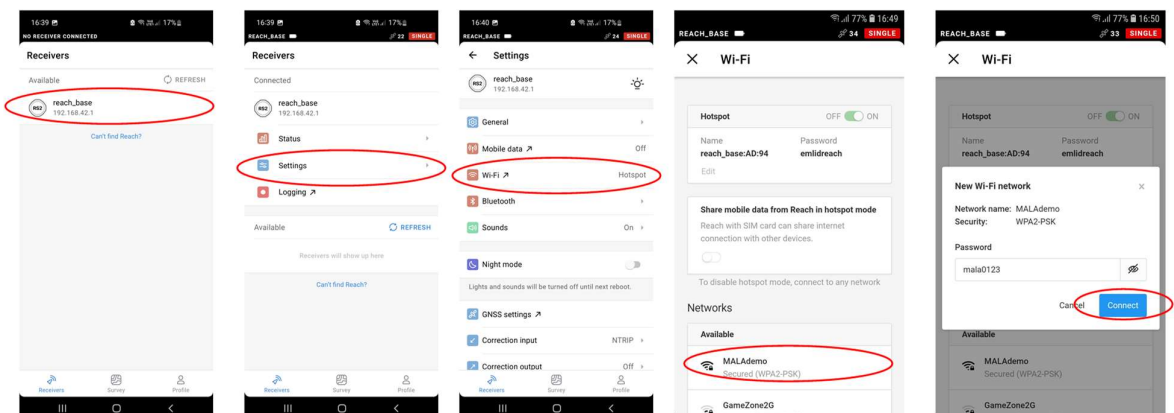 16:39 17%
NO RECEIVER CONNECTED
Receivers
Available REFRESH
RS2 reach_base
192.168.42.1
Can't find Reach?
Receivers Survey Profile
16:39 17%
REACH_BASE 22 SINGLE
Receivers
Connected
RS2 reach_base
192.168.42.1
Status
Settings
Logging
Available REFRESH
Receivers will show up here
Can't find Reach?
Receivers Survey Profile
16:40 17%
REACH_BASE 24 SINGLE
Settings
RS2 reach_base
192.168.42.1
General
Mobile data Off
Wi-Fi Hotspot
Bluetooth
Sounds On
Night mode
Lights and sounds will be turned off until next reboot.
GNSS settings
Correction input NTRIP
Correction output Off
Receivers Survey Profile
77% 16:49
REACH_BASE 34 SINGLE
Wi-Fi
Hotspot OFF ON
Name Password
reach_base:AD:94 emlidreach
Edit
Share mobile data from Reach in hotspot mode
Reach with SIM card can share internet
connection with other devices.
To disable hotspot mode, connect to any network
Networks
Available
MALAdemo
Secured (WPA2-PSK)
GameZone2G
77% 16:50
REACH_BASE 33 SINGLE
Wi-Fi
Hotspot OFF ON
Name Password
reach_base:AD:94 emlidreach
New Wi-Fi network
Network name: MALAdemo
Security: WPA2-PSK
Password
mala0123
Cancel Connect
Available
MALAdemo
Secured (WPA2-PSK)
GameZone2G